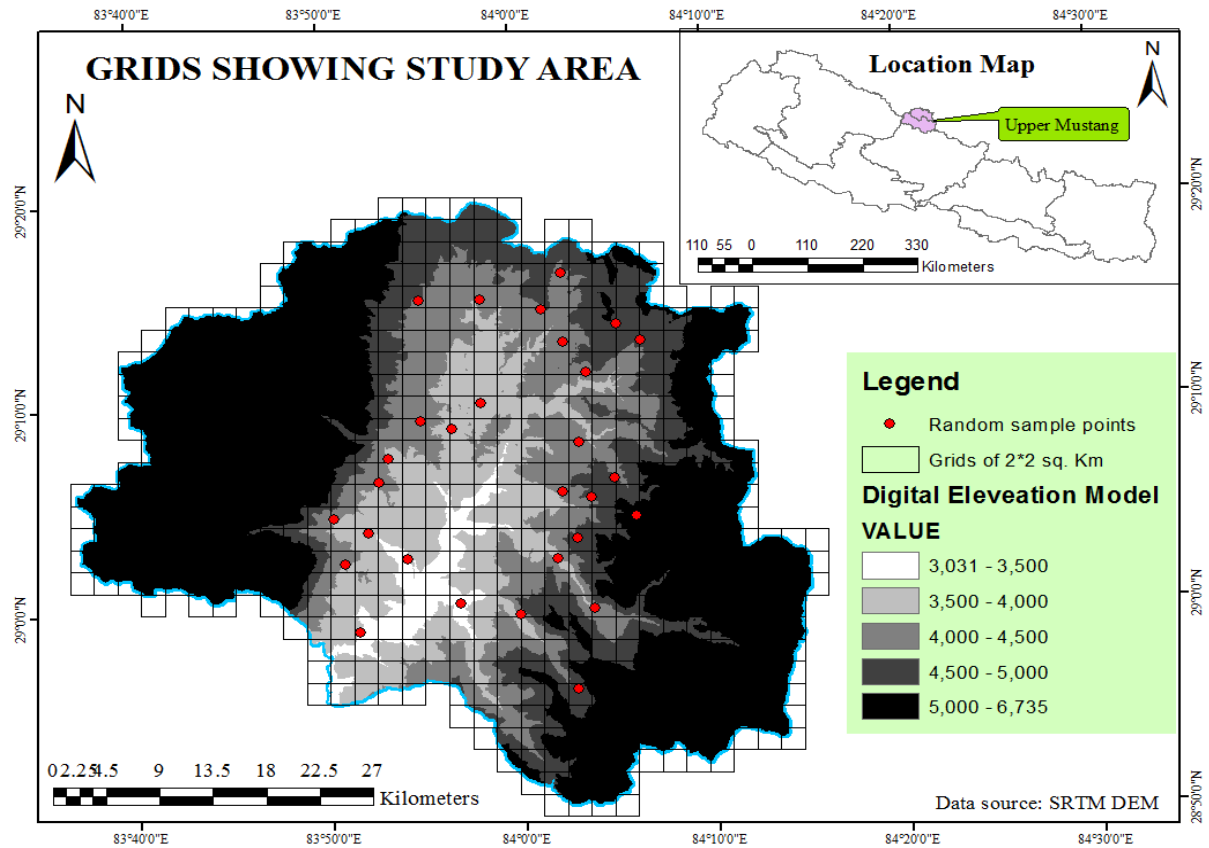 83°40'0"E 83°50'0"E 84°0'0"E 84°10'0"E 84°20'0"E 84°30'0"E
GRIDS SHOWING STUDY AREA
N
Location Map
N
Upper Mustang
110 55 0 110 220 330
Kilometers
29°20'0"N
29°10'0"N
29°0'0"N
29°20'0"N
29°10'0"N
29°0'0"N
28°50'0"N
Legend
Random sample points
Grids of 2*2 sq. Km
Digital Eleveation Model
VALUE
3,031 - 3,500
3,500 - 4,000
4,000 - 4,500
4,500 - 5,000
5,000 - 6,735
0 2.25 4.5 9 13.5 18 22.5 27
Kilometers
Data source: SRTM DEM
83°40'0"E 83°50'0"E 84°0'0"E 84°10'0"E 84°20'0"E 84°30'0"E